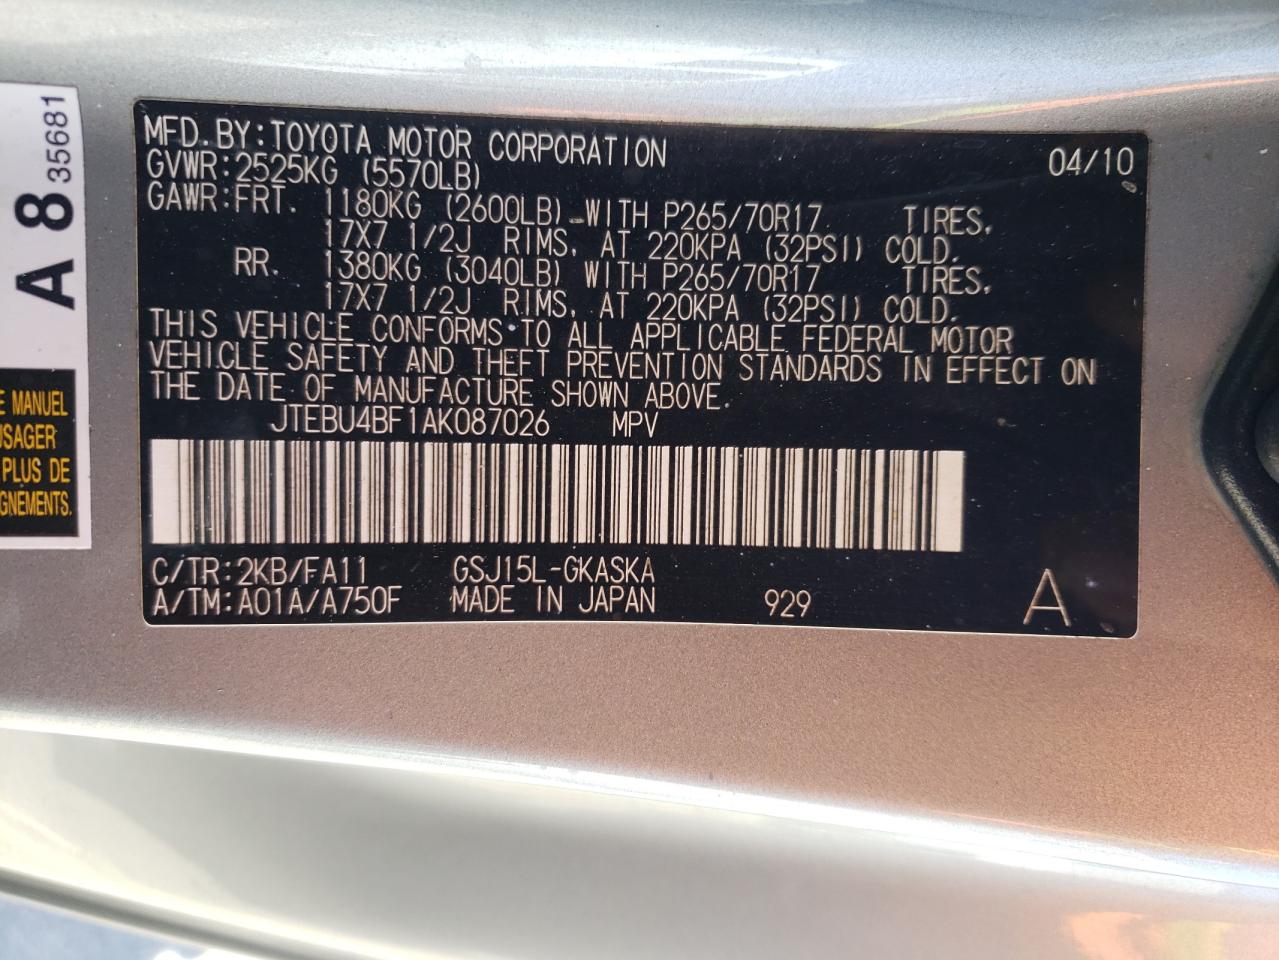 A 8 35681
E MANUEL
USAGER
PLUS DE
GNEMENTS.
MFD.BY:TOYOTA MOTOR CORPORATION 04/10
GVWR:2525KG (5570LB)
GAWR:FRT. 1180KG (2600LB) WITH P265/70R17 TIRES,
17X7 1/2J RIMS, AT 220KPA (32PSI) COLD.
RR. 1380KG (3040LB) WITH P265/70R17 TIRES,
17X7 1/2J RIMS, AT 220KPA (32PSI) COLD.
THIS VEHICLE CONFORMS TO ALL APPLICABLE FEDERAL MOTOR
VEHICLE SAFETY AND THEFT PREVENTION STANDARDS IN EFFECT ON
THE DATE OF MANUFACTURE SHOWN ABOVE.
JTEBU4BF1AK087026 MPV
C/TR:2KB/FA11 GSJ15L-GKASKA
A/TM:A01A/A750F MADE IN JAPAN 929 A